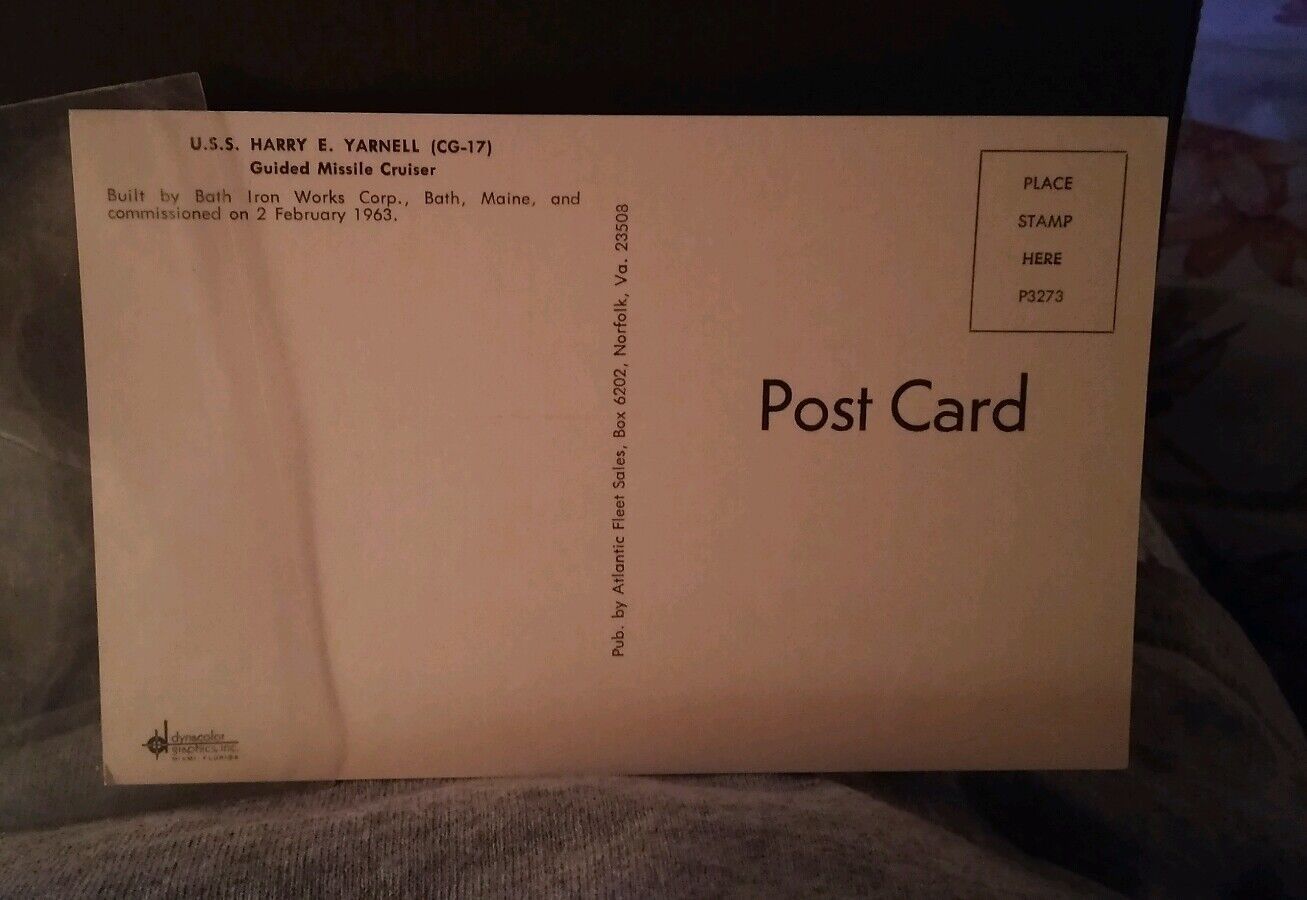 U.S.S. HARRY E. YARNELL (CG-17)
Guided Missile Cruiser
Built by Bath Iron Works Corp., Bath, Maine, and
commissioned on 2 February 1963.
Pub. by Atlantic Fleet Sales, Box 6202, Norfolk, Va. 23508
PLACE
STAMP
HERE
P3273
Post Card
d
dynacolor
graphics, inc.
MIAMI, FLORIDA